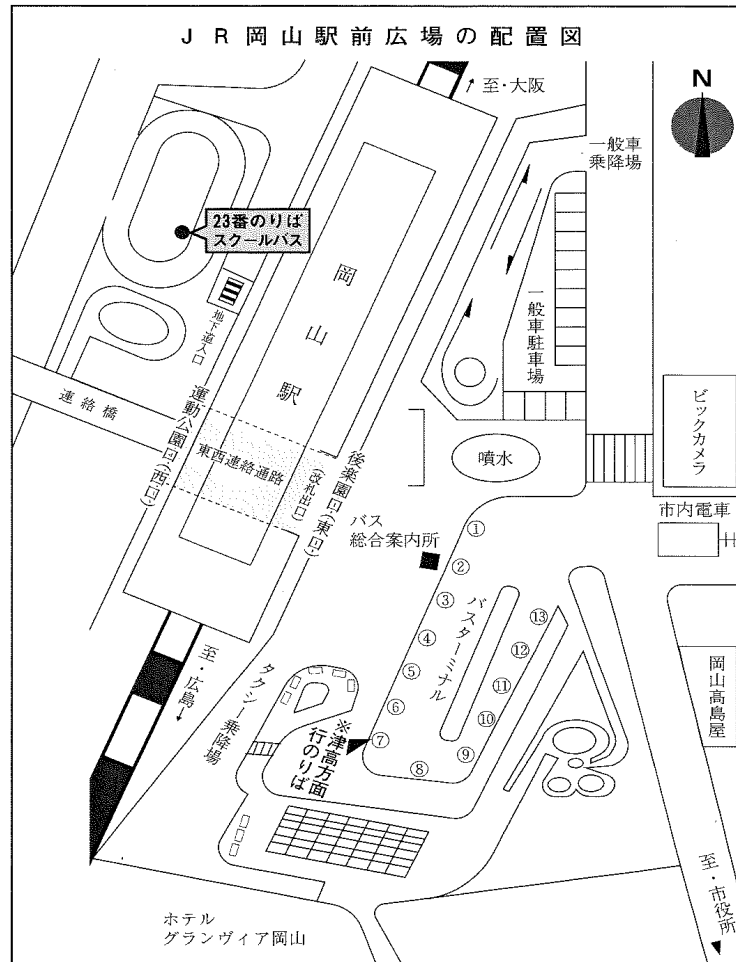 JR岡山駅前広場の配置図
至・大阪
N
一般車
乗降場
23番のりば
スクールバス
岡山駅
地下道入口
一般車駐車場
連絡橋
運動公園口(西口)
東西連絡通路
(改札出口)
後楽園口(東口)
噴水
ビックカメラ
バス
総合案内所
市内電車
①
②
③
④
⑤
⑥
⑦
⑧
⑨
⑩
⑪
⑫
⑬
バスターミナル
至・広島
タクシー乗降場
※津高方面
行のりば
岡山高島屋
至・市役所
ホテル
グランヴィア岡山